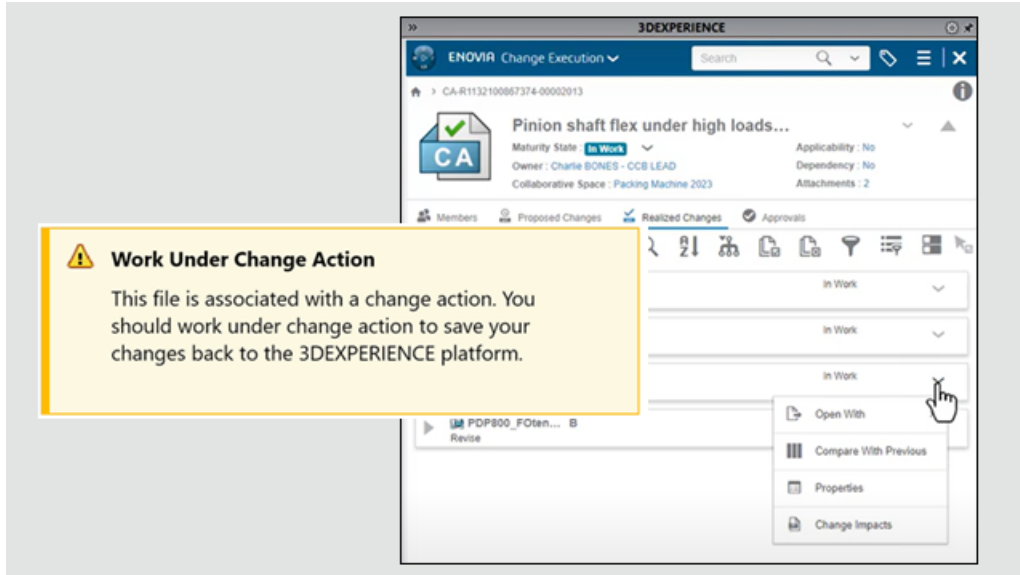 3DEXPERIENCE
ENOVIA Change Execution
Search
CA-R1132100867374-00002013
Pinion shaft flex under high loads...
CA
Maturity State : In Work
Applicability : No
Owner : Charlie BONES - CCB LEAD
Dependency : No
Collaborative Space : Packing Machine 2023
Attachments : 2
Members
Proposed Changes
Realized Changes
Approvals
Work Under Change Action
This file is associated with a change action. You
should work under change action to save your
changes back to the 3DEXPERIENCE platform.
In Work
In Work
In Work
Open With
PDP800_FOten... B
Revise
Compare With Previous
Properties
Change Impacts